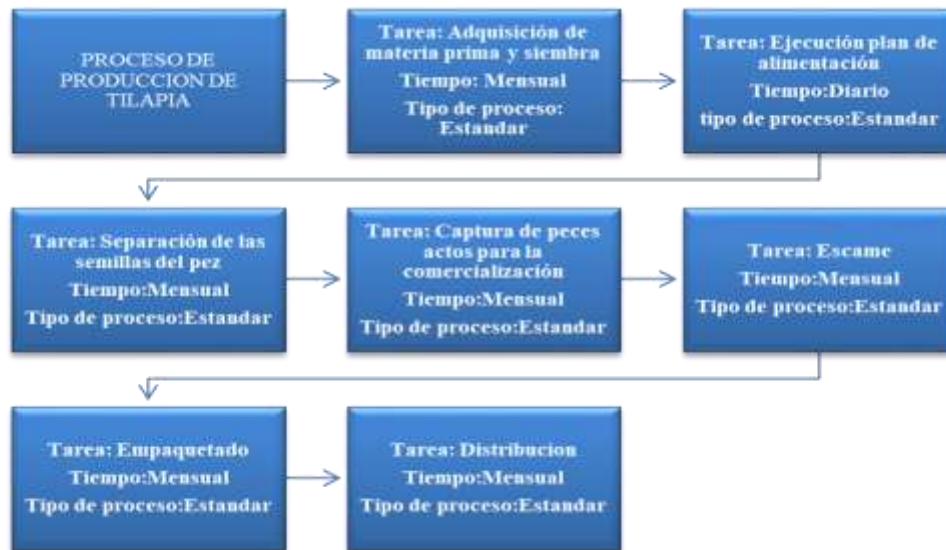 PROCESO DE
PRODUCCION DE
TILAPIA
Tarea: Adquisición de
materia prima y siembra
Tiempo: Mensual
Tipo de proceso:
Estandar
Tarea: Ejecución plan de
alimentación
Tiempo:Diario
tipo de proceso:Estandar
Tarea: Separación de las
semillas del pez
Tiempo:Mensual
Tipo de proceso:Estandar
Tarea: Captura de peces
actos para la
comercialización
Tiempo:Mensual
Tipo de proceso:Estandar
Tarea: Escame
Tiempo:Mensual
Tipo de proceso:Estandar
Tarea: Empaquetado
Tiempo:Mensual
Tipo de proceso:Estandar
Tarea: Distribucion
Tiempo:Mensual
Tipo de proceso:Estandar